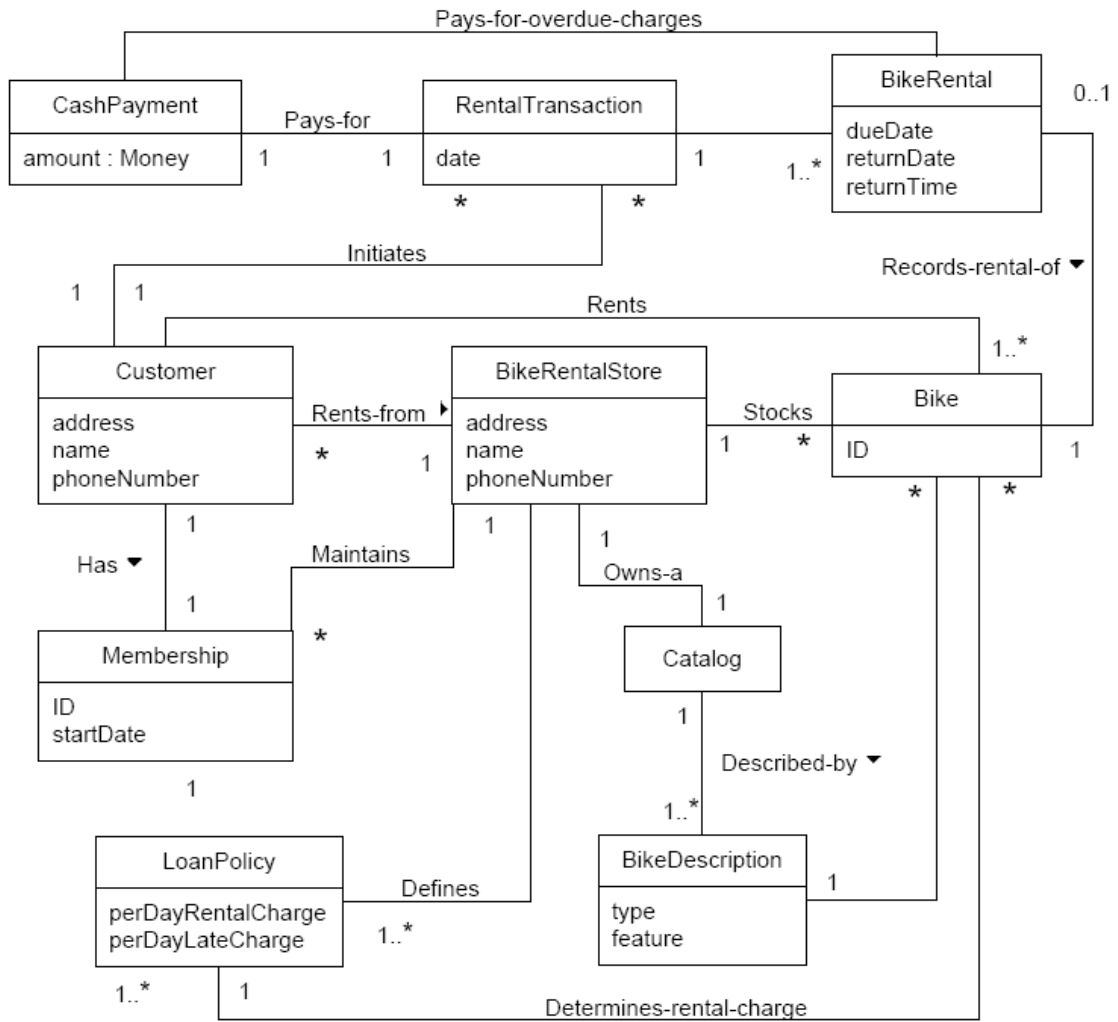 Pays-for-overdue-charges
CashPayment
amount : Money
Pays-for
1
1
RentalTransaction
date
1
1..*
BikeRental
dueDate
returnDate
returnTime
0..1
*
*
Initiates
1
1
Records-rental-of
Rents
1..*
Customer
address
name
phoneNumber
Rents-from
*
1
BikeRentalStore
address
name
phoneNumber
Stocks
1
*
Bike
ID
1
*
*
1
Has
1
Maintains
*
1
1
Owns-a
1
Membership
ID
startDate
1
Catalog
1
Described-by
1..*
LoanPolicy
perDayRentalCharge
perDayLateCharge
Defines
1..*
BikeDescription
type
feature
1
1..*
1
Determines-rental-charge